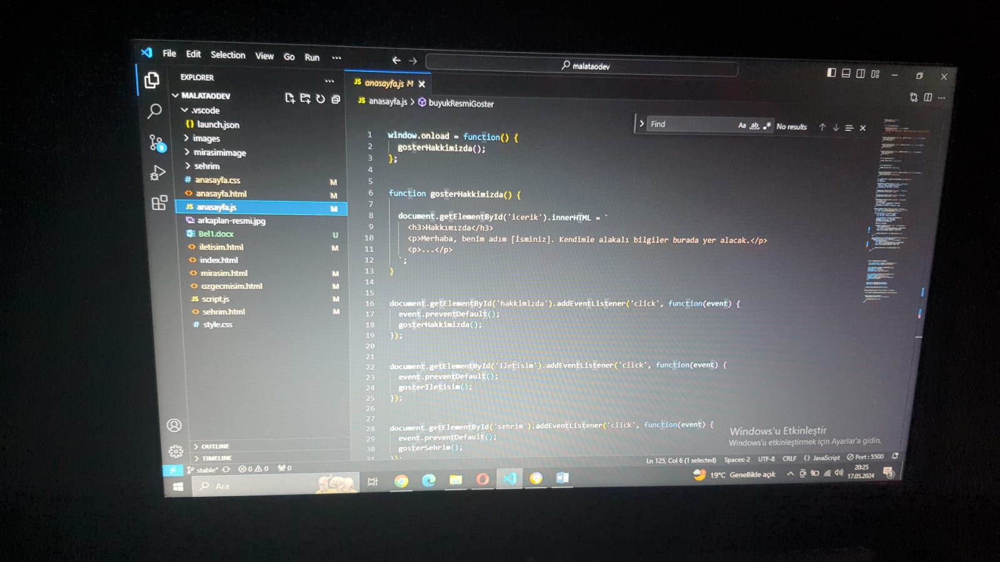 File Edit Selection View Go Run ...
malataodev
EXPLORER ...
MALATAODEV
.vscode
{} launch.json
images
mirasimimage
sehrim
# anasayfa.css M
<> anasayfa.html M
JS anasayfa.js M
arkaplan-resmi.jpg
Bel1.docx U
<> iletisim.html M
<> index.html
<> mirasim.html M
<> ozgecmisim.html M
JS script.js M
<> sehrim.html M
# style.css
OUTLINE
TIMELINE
JS anasayfa.js M
JS anasayfa.js > buyukResmiGoster
Find Aa ab .* No results
1 window.onload = function() {
2 gosterHakkimizda();
3 };
4
5
6 function gosterHakkimizda() {
7
8 document.getElementById('icerik').innerHTML = `
9 <h3>Hakkımızda</h3>
10 <p>Merhaba, benim adım [İsminiz]. Kendimle alakalı bilgiler burada yer alacak.</p>
11 <p>...</p>
12 `;
13 }
14
15
16 document.getElementById('hakkimizda').addEventListener('click', function(event) {
17 event.preventDefault();
18 gosterHakkimizda();
19 });
20
21
22 document.getElementById('iletisim').addEventListener('click', function(event) {
23 event.preventDefault();
24 gosterIletisim();
25 });
26
27
28 document.getElementById('sehrim').addEventListener('click', function(event) {
29 event.preventDefault();
30 gosterSehrim();
31 });
Windows'u Etkinleştir
Windows'u etkinleştirmek için Ayarlar'a gidin.
stable* 0 0 0
Ln 125, Col 6 (1 selected) Spaces: 2 UTF-8 CRLF {} JavaScript Port : 5500
Ara
19°C Genellikle açık
20:25
17.05.2024
3